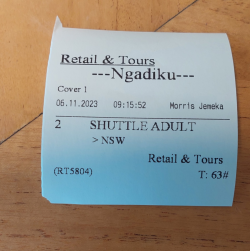 Retail & Tours
---Ngadiku---
Cover 1
06.11.2023 09:15:52 Morris Jemeka
2 SHUTTLE ADULT
> NSW
Retail & Tours
(RT5804) T: 63#